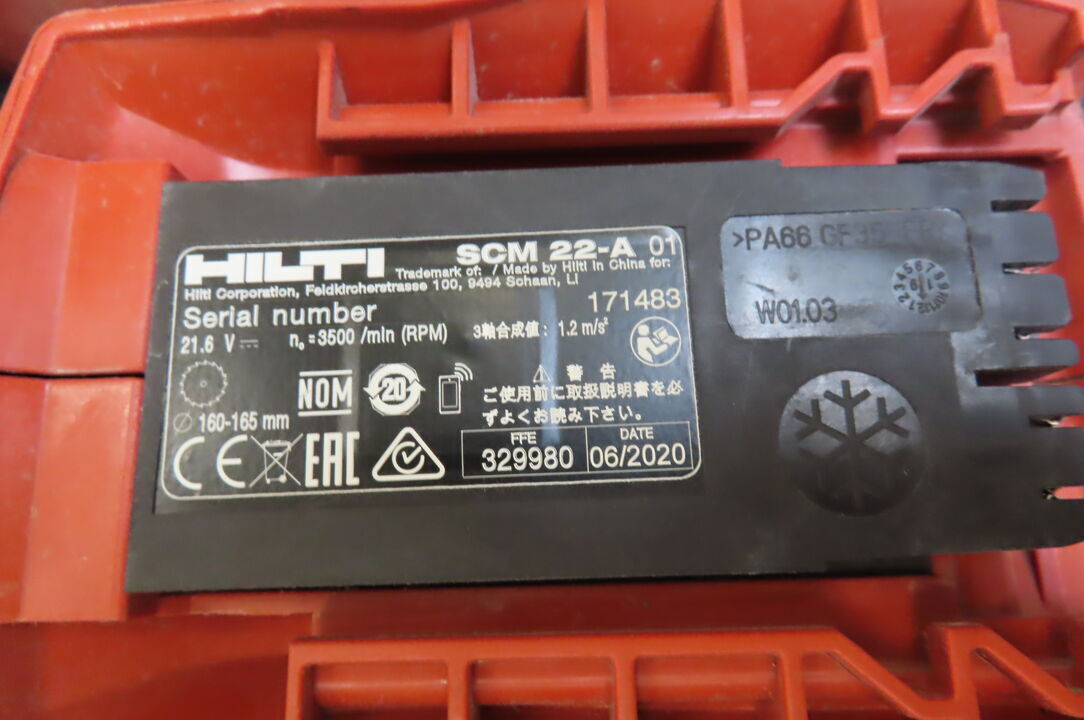 HILTI SCM 22-A 01
Trademark of: / Made by Hilti in China for:
Hilti Corporation, Feldkircherstrasse 100, 9494 Schaan, LI
Serial number 171483
21.6 V n₀=3500 /min (RPM) 3軸合成値: 1.2 m/s²
NOM 20
⚠ 警告
ご使用前に取扱説明書を必
ずよくお読み下さい。
Ø 160-165 mm
CE EAC
FFE DATE
329980 06/2020
>PA66
W01.03